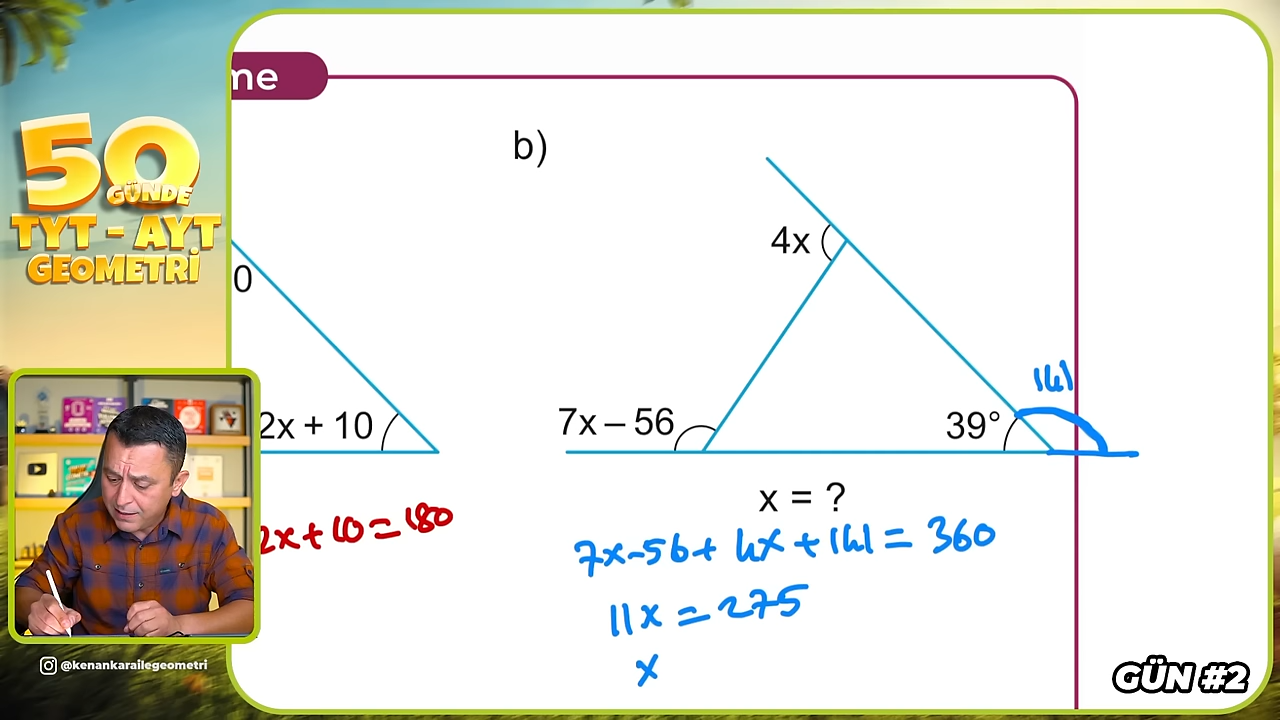 50
GÜNDE
TYT - AYT
GEOMETRİ
me
b)
4x
0
141
2x + 10
7x – 56
39°
x = ?
2x+10=180
7x-56+4x+141=360
11x=275
x
@kenankarailegeometri
GÜN #2